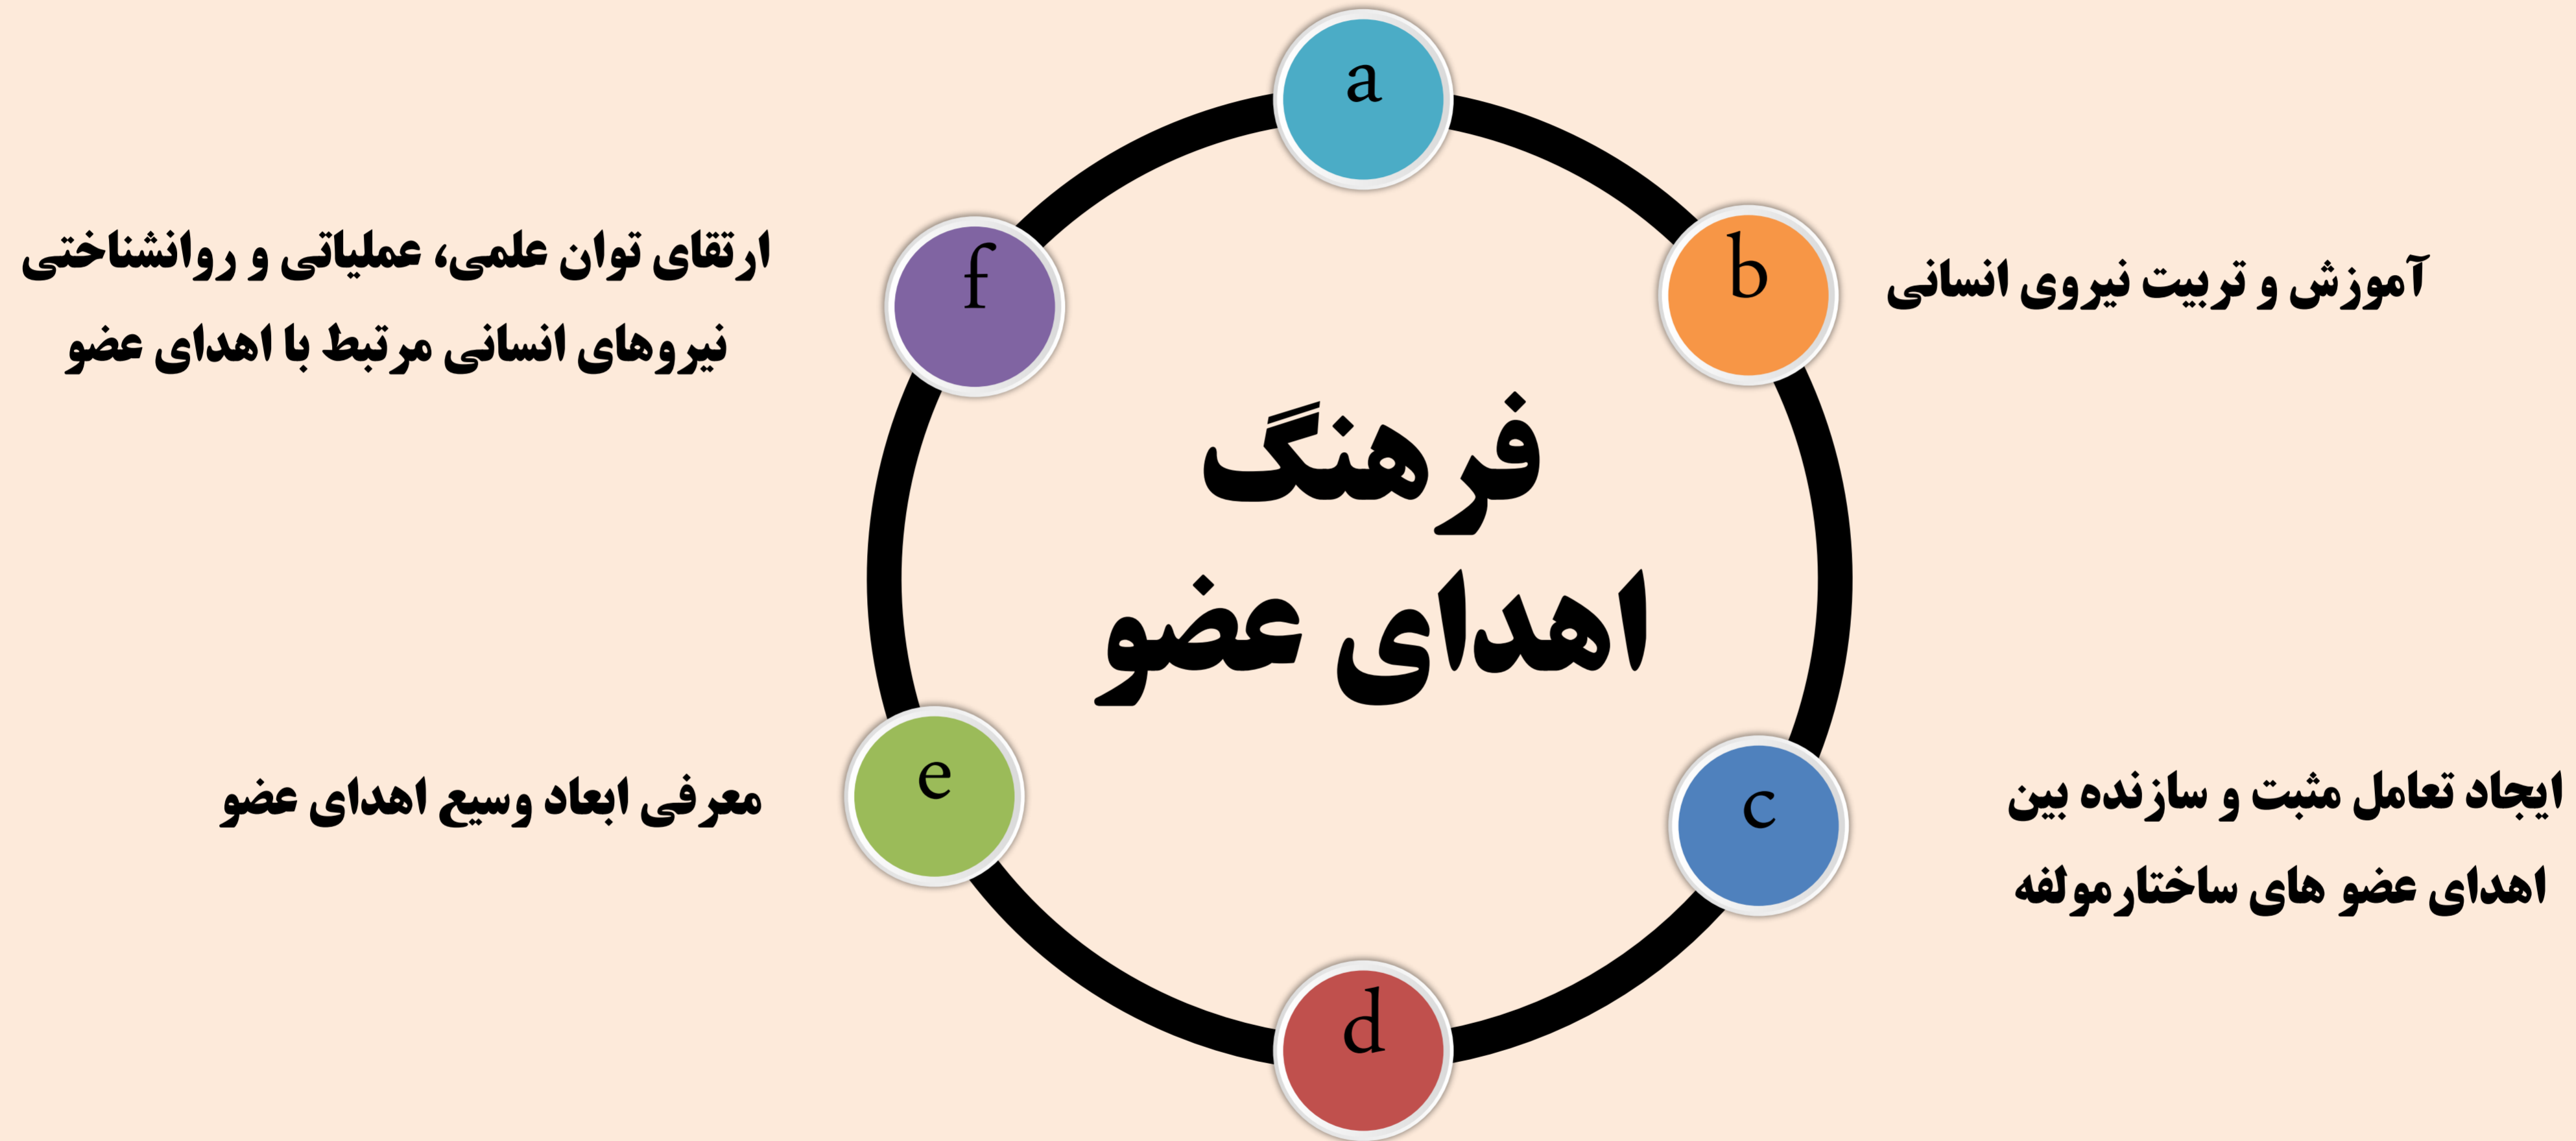 a
b
آموزش و تربیت نیروی انسانی
c
ایجاد تعامل مثبت و سازنده بین
اهدای عضو های ساختارمولفه
d
e
معرفی ابعاد وسیع اهدای عضو
f
ارتقای توان علمی، عملیاتی و روانشناختی
نیروهای انسانی مرتبط با اهدای عضو
فرهنگ
اهدای عضو